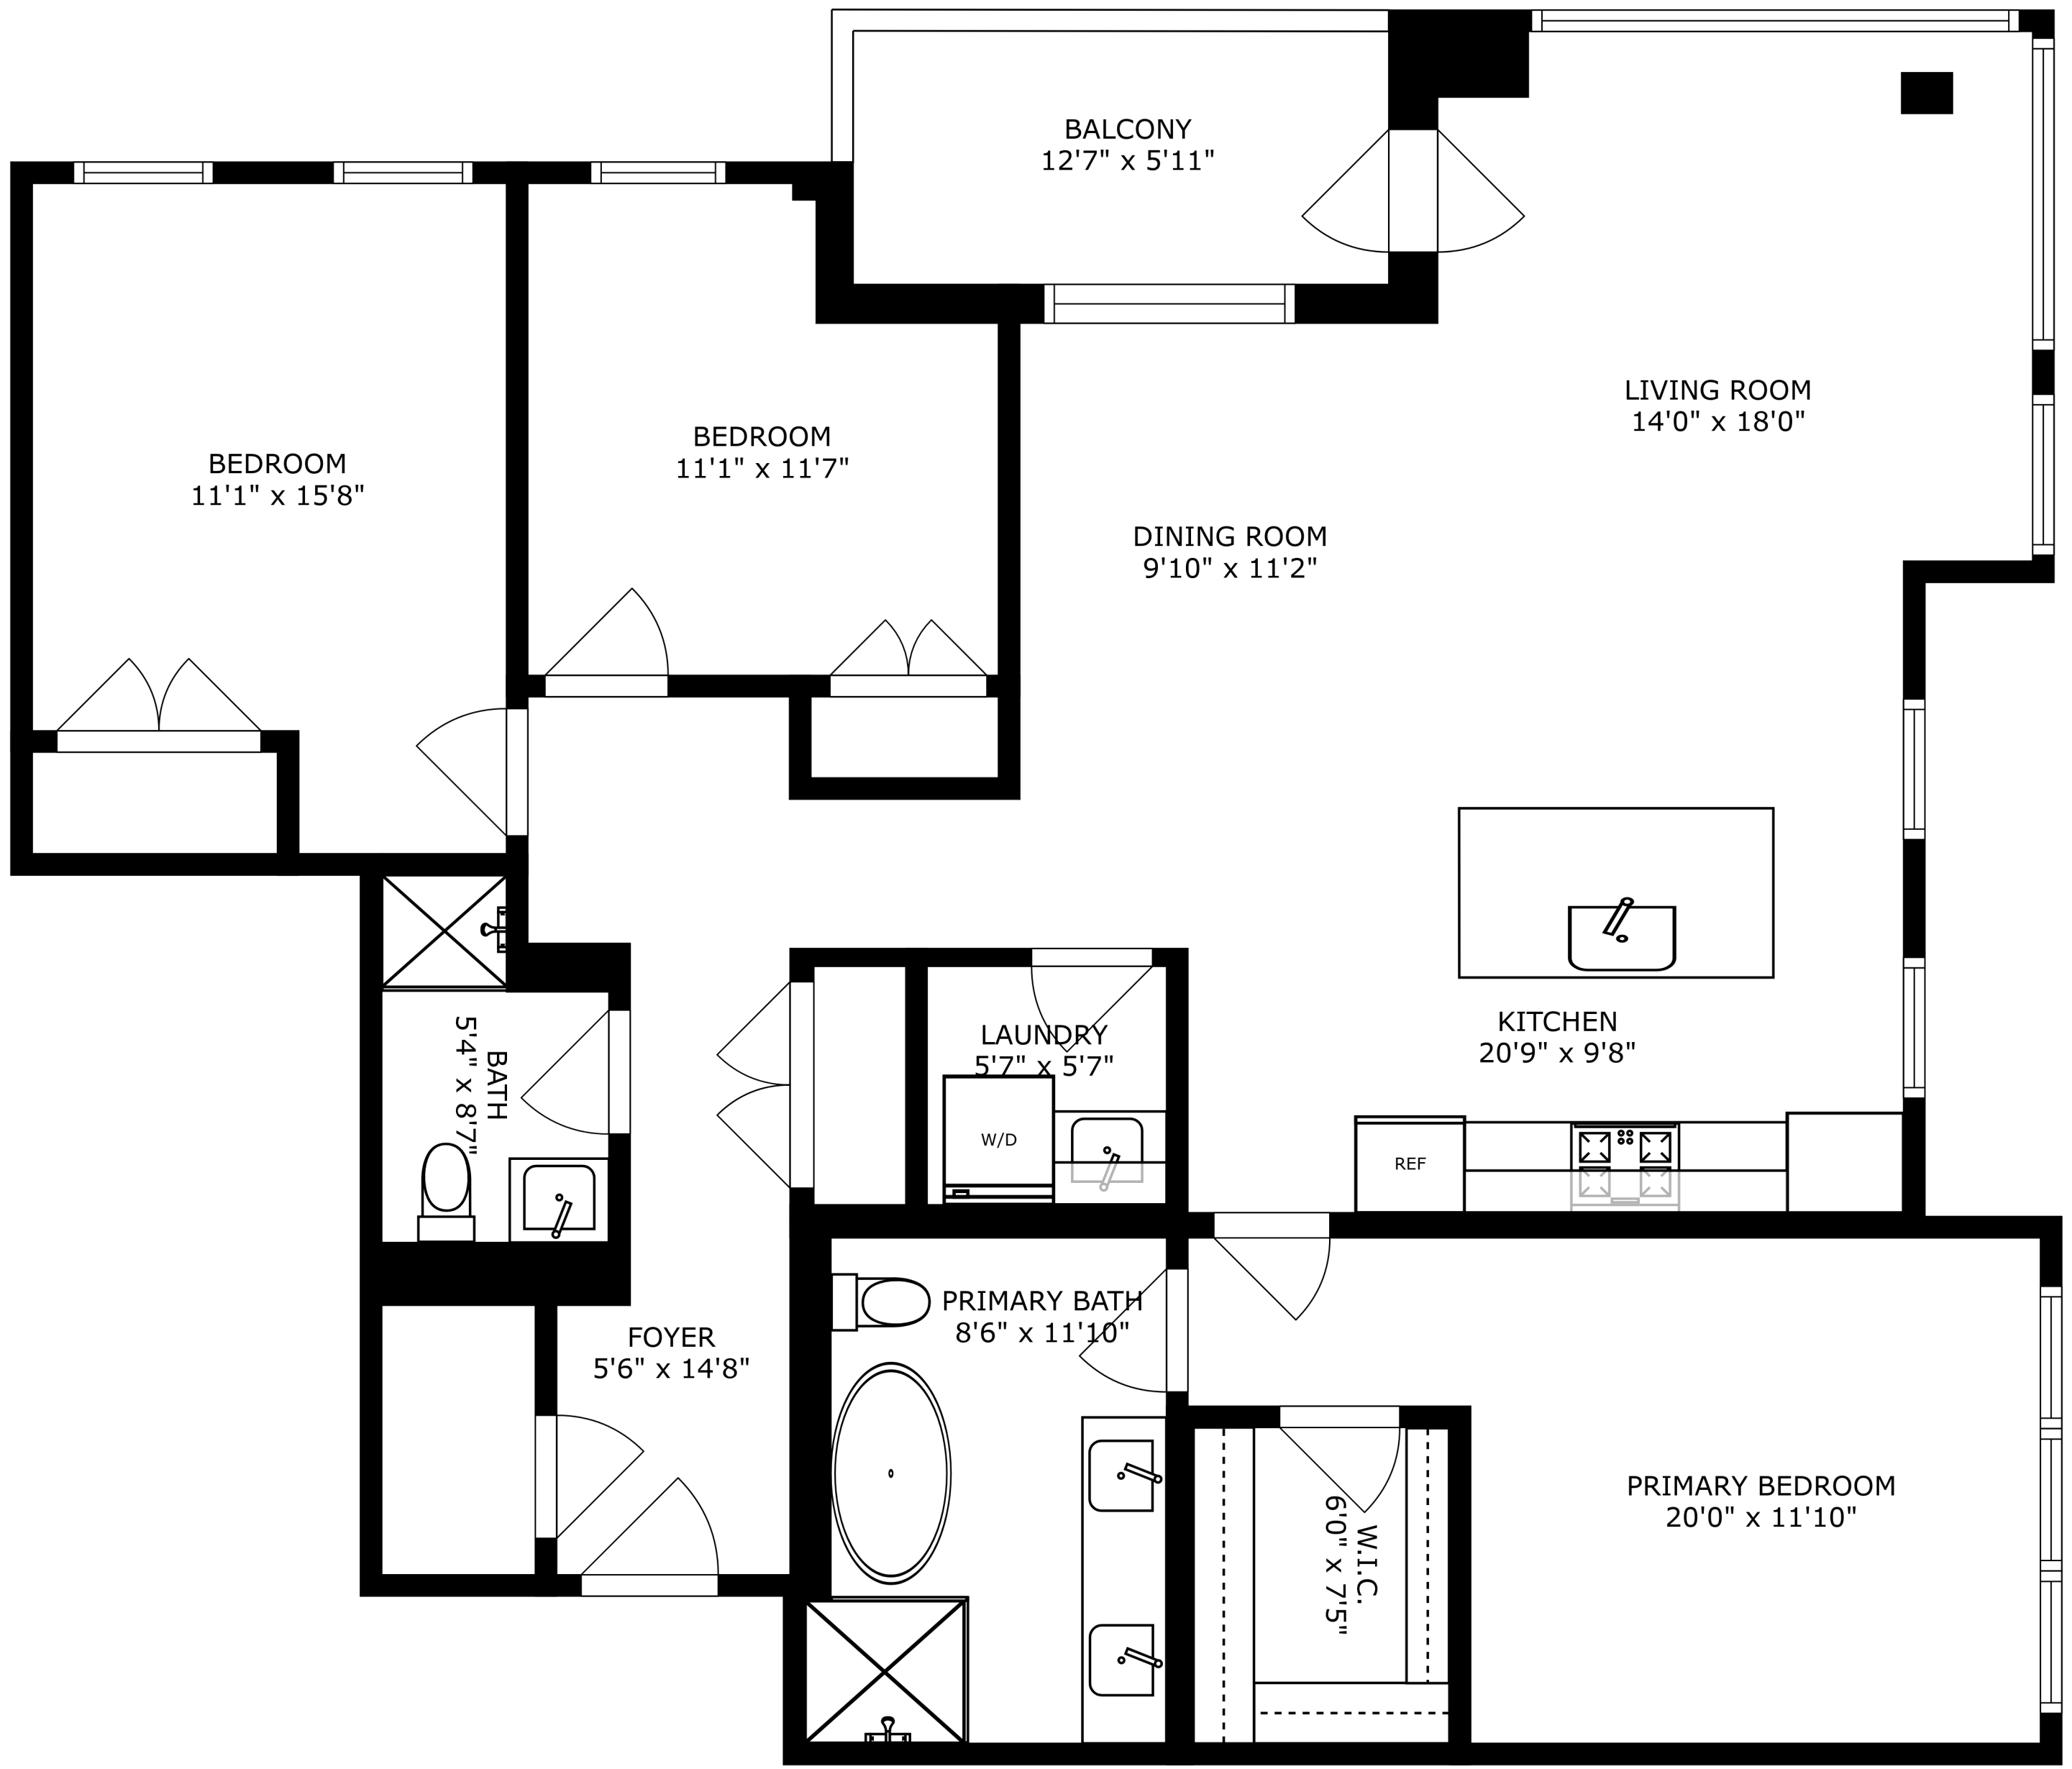 BALCONY
12'7" x 5'11"
LIVING ROOM
14'0" x 18'0"
BEDROOM
11'1" x 11'7"
BEDROOM
11'1" x 15'8"
DINING ROOM
9'10" x 11'2"
KITCHEN
20'9" x 9'8"
LAUNDRY
5'7" x 5'7"
BATH
5'4" x 8'7"
W/D
REF
PRIMARY BATH
8'6" x 11'10"
FOYER
5'6" x 14'8"
PRIMARY BEDROOM
20'0" x 11'10"
W.I.C.
6'0" x 7'5"